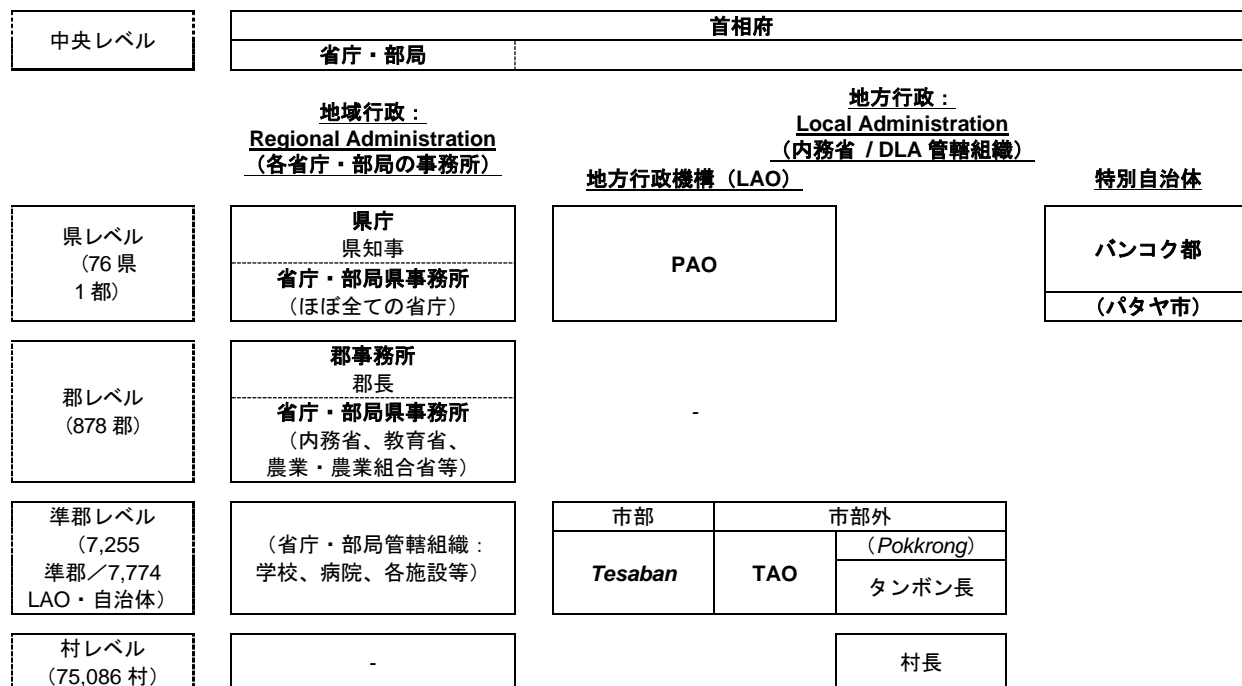 中央レベル
首相府
省庁・部局
地域行政：
Regional Administration
（各省庁・部局の事務所）
地方行政：
Local Administration
（内務省 / DLA 管轄組織）
地方行政機構（LAO）
特別自治体
県レベル
（76 県
1 都）
県庁
県知事
省庁・部局県事務所
（ほぼ全ての省庁）
PAO
バンコク都
（パタヤ市）
郡レベル
（878 郡）
郡事務所
郡長
省庁・部局県事務所
（内務省、教育省、
農業・農業組合省等）
-
準郡レベル
（7,255
準郡／7,774
LAO・自治体）
（省庁・部局管轄組織：
学校、病院、各施設等）
市部
市部外
Tesaban
TAO
（Pokkrong）
タンボン長
村レベル
（75,086 村）
-
村長